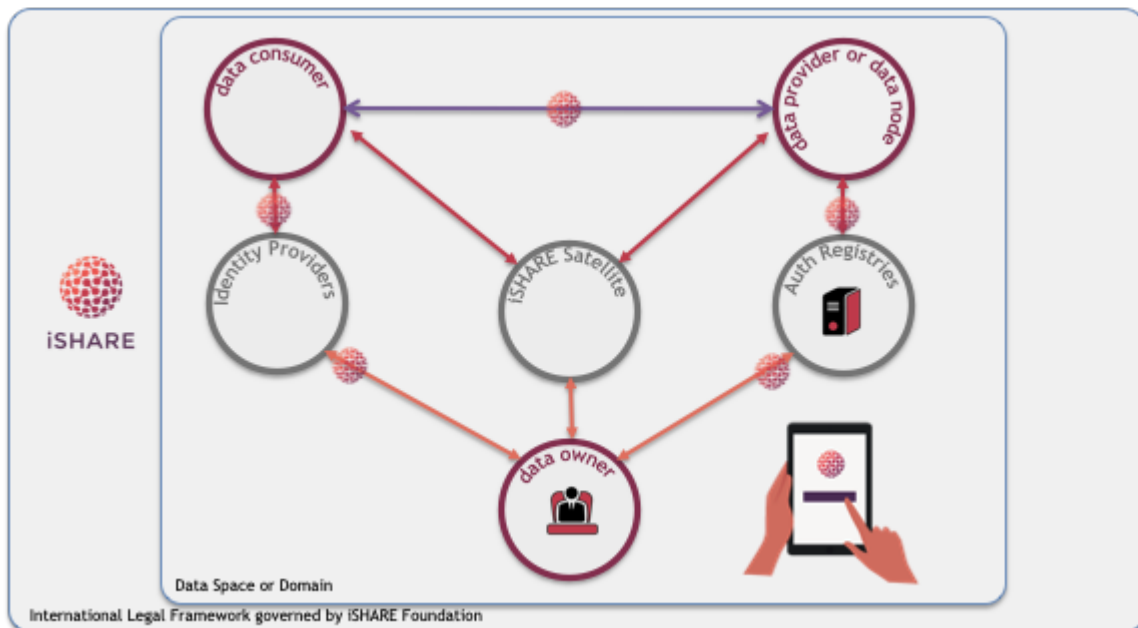 data consumer
data provider or data node
Identity Providers
iSHARE Satellite
Auth Registries
iSHARE
data owner
Data Space or Domain
International Legal Framework governed by iSHARE Foundation